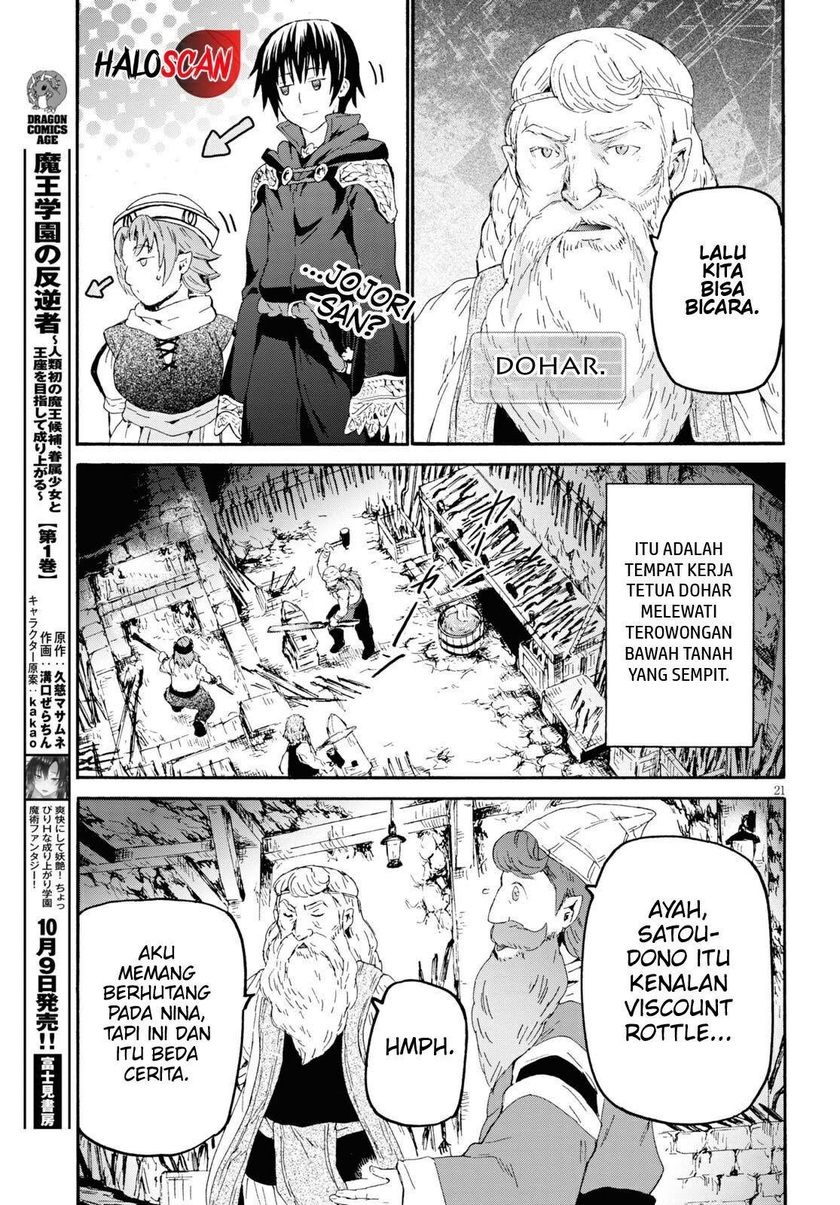 LALU
KITA
BISA
BICARA.
DOHAR.
HALOSCAN
...JOJORI
-SAN?
ITU ADALAH
TEMPAT KERJA
TETUA DOHAR
MELEWATI
TEROWONGAN
BAWAH TANAH
YANG SEMPIT.
21
AYAH,
SATOU-
DONO ITU
KENALAN
VISCOUNT
ROTTLE...
HMPH.
AKU
MEMANG
BERHUTANG
PADA NINA,
TAPI INI DAN
ITU BEDA
CERITA.
DRAGON
COMICS
AGE
魔王学園の反逆者
~人類初の魔王候補、眷属少女と
王座を目指して成り上がる~
【第1巻】
原作:久慈マサムネ
作画:溝口ぜらちん
キャラクター原案:kakao
爽快にして妖艶!ちょっ
ぴりHな成り上がり学園
魔術ファンタジー!
10月9日発売!!
富士見書房